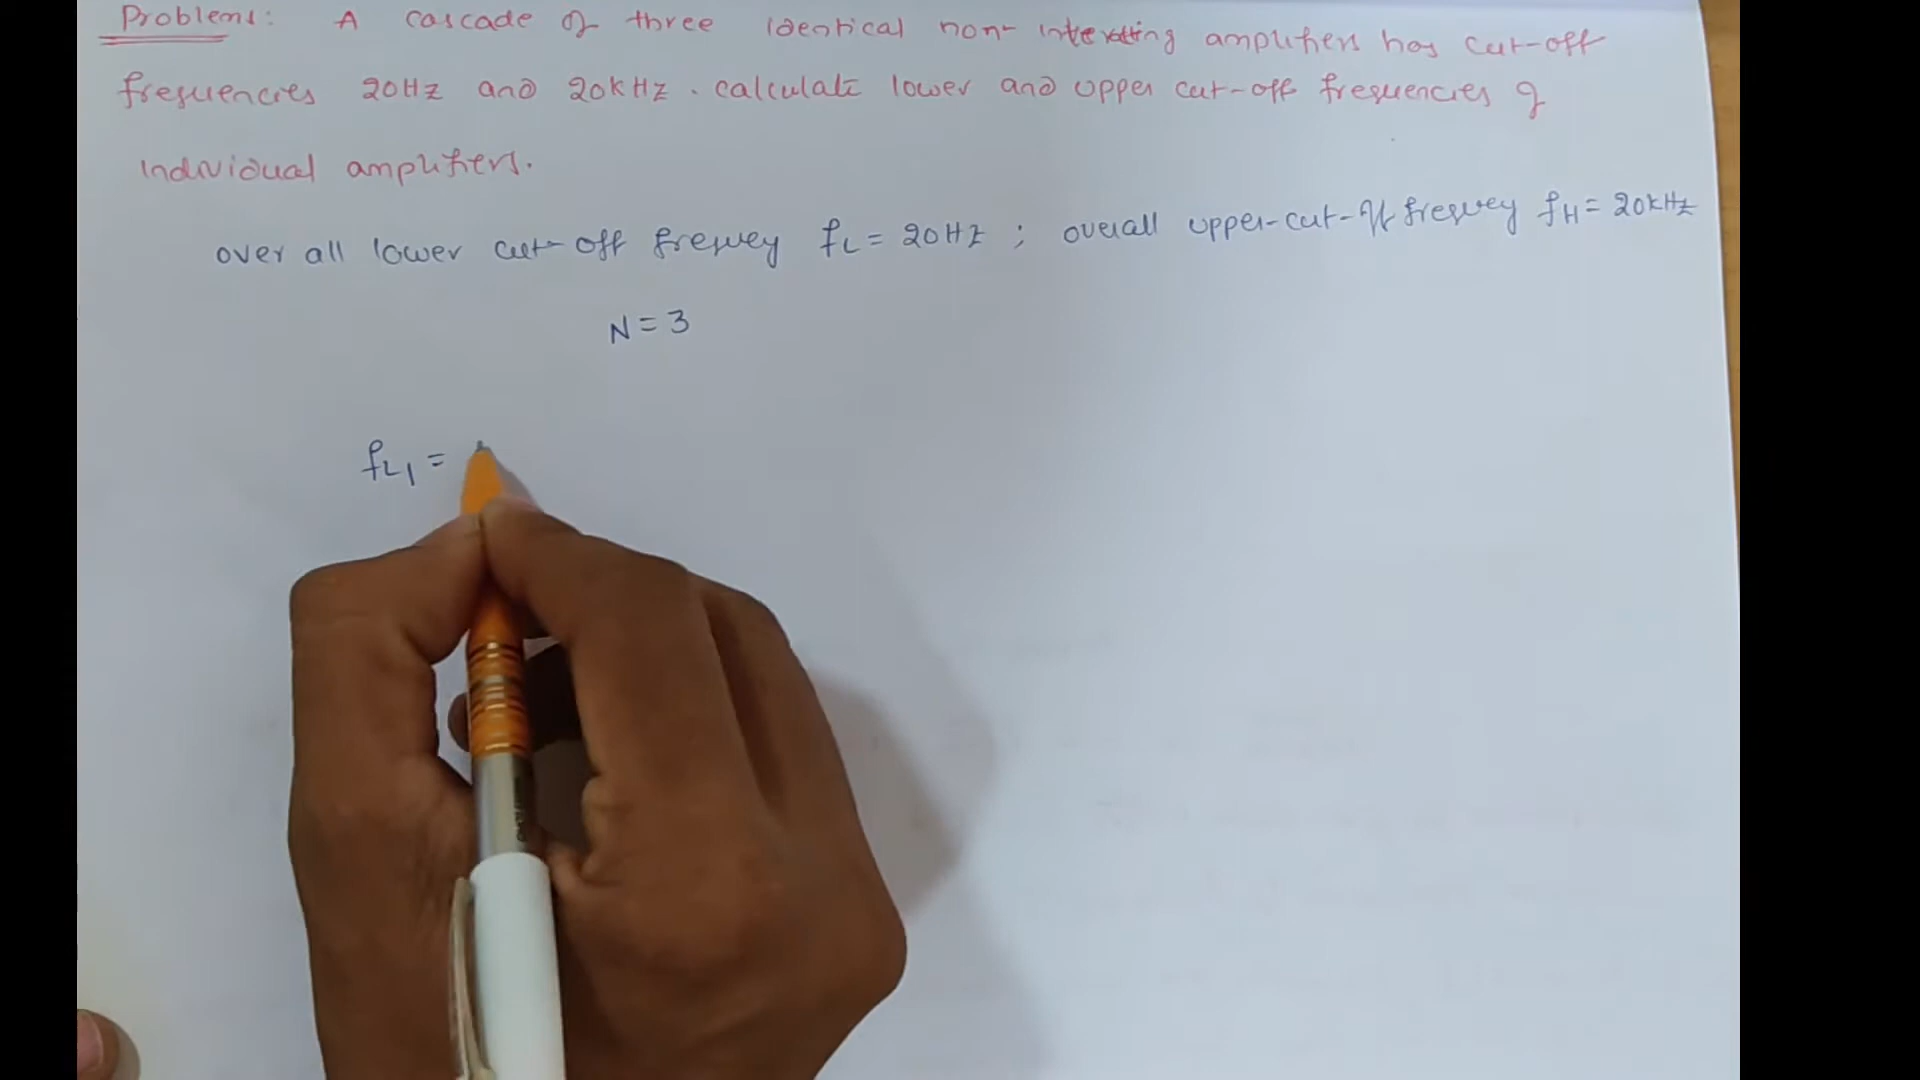 Problems: A cascade of three identical non-interacting amplifiers has cut-off
frequencies 20Hz and 20kHz. calculate lower and upper cut-off frequencies of
individual amplifiers.
over all lower cut-off frequency fL = 20HZ ; overall upper-cut-off frequency fH = 20kHz
N = 3
fL1 =